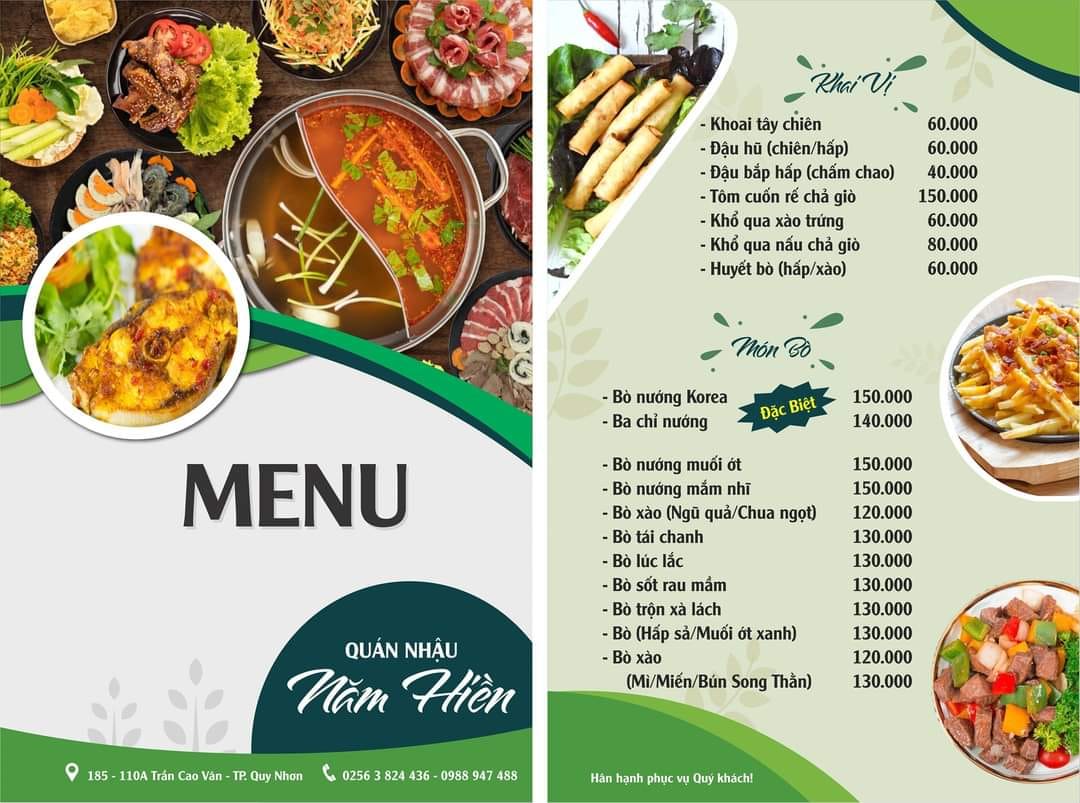 MENU
QUÁN NHẬU
Năm Hiền
185 - 110A Trần Cao Vân - TP. Quy Nhơn 0256 3 824 436 - 0988 947 488
Khai Vị
- Khoai tây chiên 60.000
- Đậu hũ (chiên/hấp) 60.000
- Đậu bắp hấp (chấm chao) 40.000
- Tôm cuốn rế chả giò 150.000
- Khổ qua xào trứng 60.000
- Khổ qua nấu chả giò 80.000
- Huyết bò (hấp/xào) 60.000
Món Bò
- Bò nướng Korea 150.000
Đặc Biệt
- Ba chỉ nướng 140.000
- Bò nướng muối ớt 150.000
- Bò nướng mắm nhĩ 150.000
- Bò xào (Ngũ quả/Chua ngọt) 120.000
- Bò tái chanh 130.000
- Bò lúc lắc 130.000
- Bò sốt rau mầm 130.000
- Bò trộn xà lách 130.000
- Bò (Hấp sả/Muối ớt xanh) 130.000
- Bò xào 120.000
(Mì/Miến/Bún Song Thần) 130.000
Hân hạnh phục vụ Quý khách!